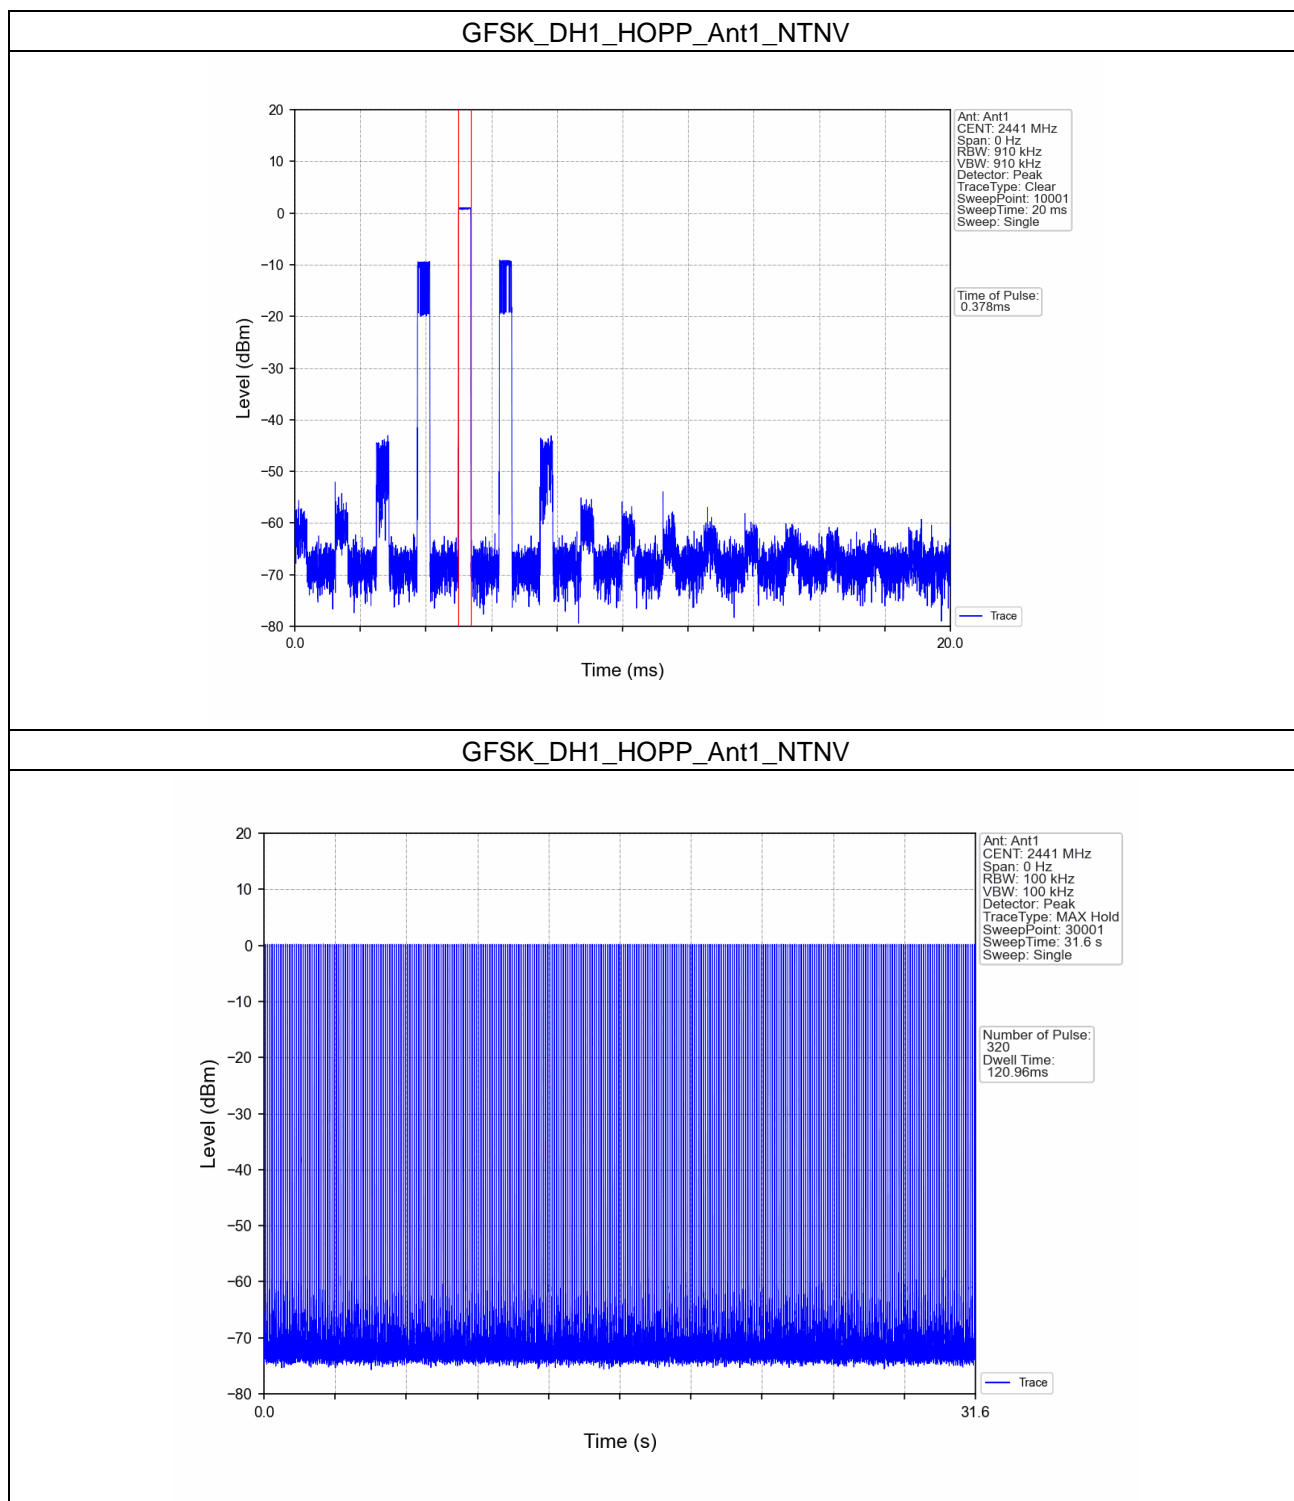 GFSK_DH1_HOPP_Ant1_NTNV
20
10
0
−10
−20
−30
−40
−50
−60
−70
−80
Level (dBm)
0.0
20.0
Time (ms)
Ant: Ant1
CENT: 2441 MHz
Span: 0 Hz
RBW: 910 kHz
VBW: 910 kHz
Detector: Peak
TraceType: Clear
SweepPoint: 10001
SweepTime: 20 ms
Sweep: Single
Time of Pulse:
0.378ms
Trace
GFSK_DH1_HOPP_Ant1_NTNV
20
10
0
−10
−20
−30
−40
−50
−60
−70
−80
Level (dBm)
0.0
31.6
Time (s)
Ant: Ant1
CENT: 2441 MHz
Span: 0 Hz
RBW: 100 kHz
VBW: 100 kHz
Detector: Peak
TraceType: MAX Hold
SweepPoint: 30001
SweepTime: 31.6 s
Sweep: Single
Number of Pulse:
320
Dwell Time:
120.96ms
Trace